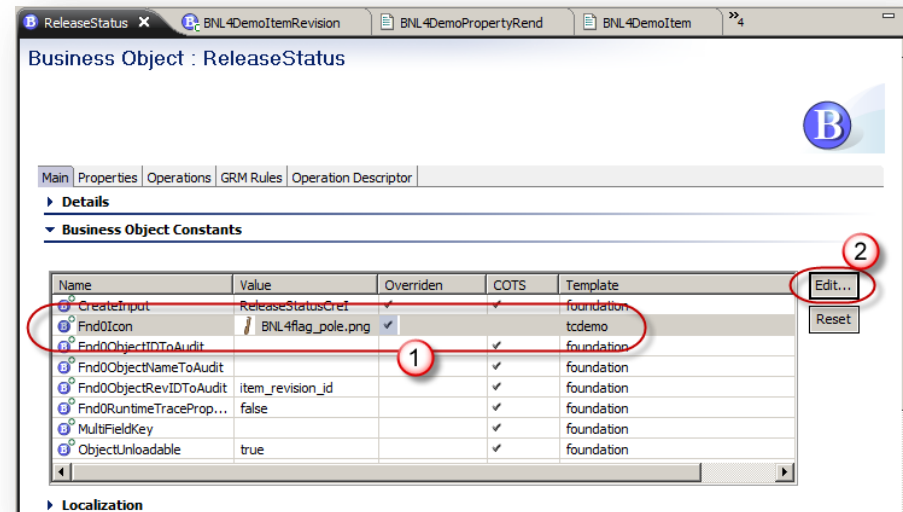 ReleaseStatus BNL4DemoItemRevision BNL4DemoPropertyRend BNL4DemoItem »4
Business Object : ReleaseStatus
B
Main Properties Operations GRM Rules Operation Descriptor
Details
Business Object Constants
2
Name Value Overriden COTS Template Edit...
CreateInput ReleaseStatusCreI foundation
Fnd0Icon BNL4flag_pole.png tcdemo Reset
Fnd0ObjectIDToAudit foundation
1
Fnd0ObjectNameToAudit foundation
Fnd0ObjectRevIDToAudit item_revision_id foundation
Fnd0RuntimeTraceProp... false foundation
MultiFieldKey foundation
ObjectUnloadable true foundation
Localization